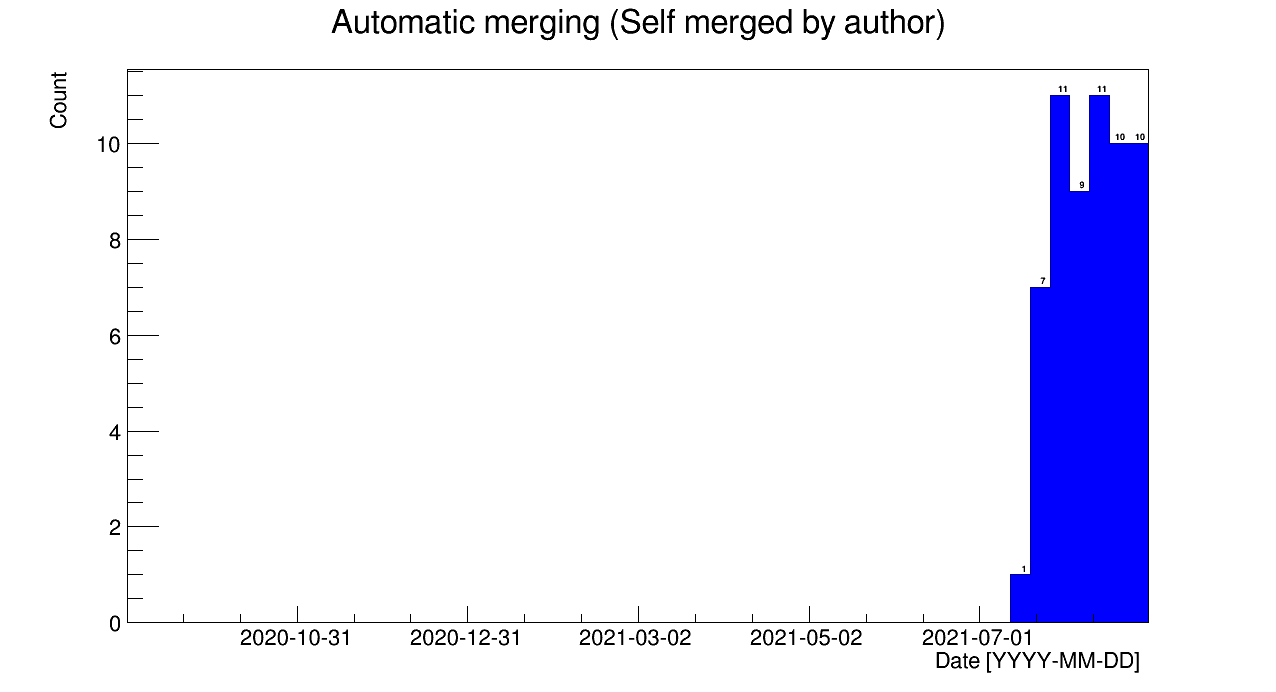 Automatic merging (Self merged by author)
Count
11 11
10 10 10
9
8
7
6
4
2
1
0
2020-10-31 2020-12-31 2021-03-02 2021-05-02 2021-07-01
Date [YYYY-MM-DD]